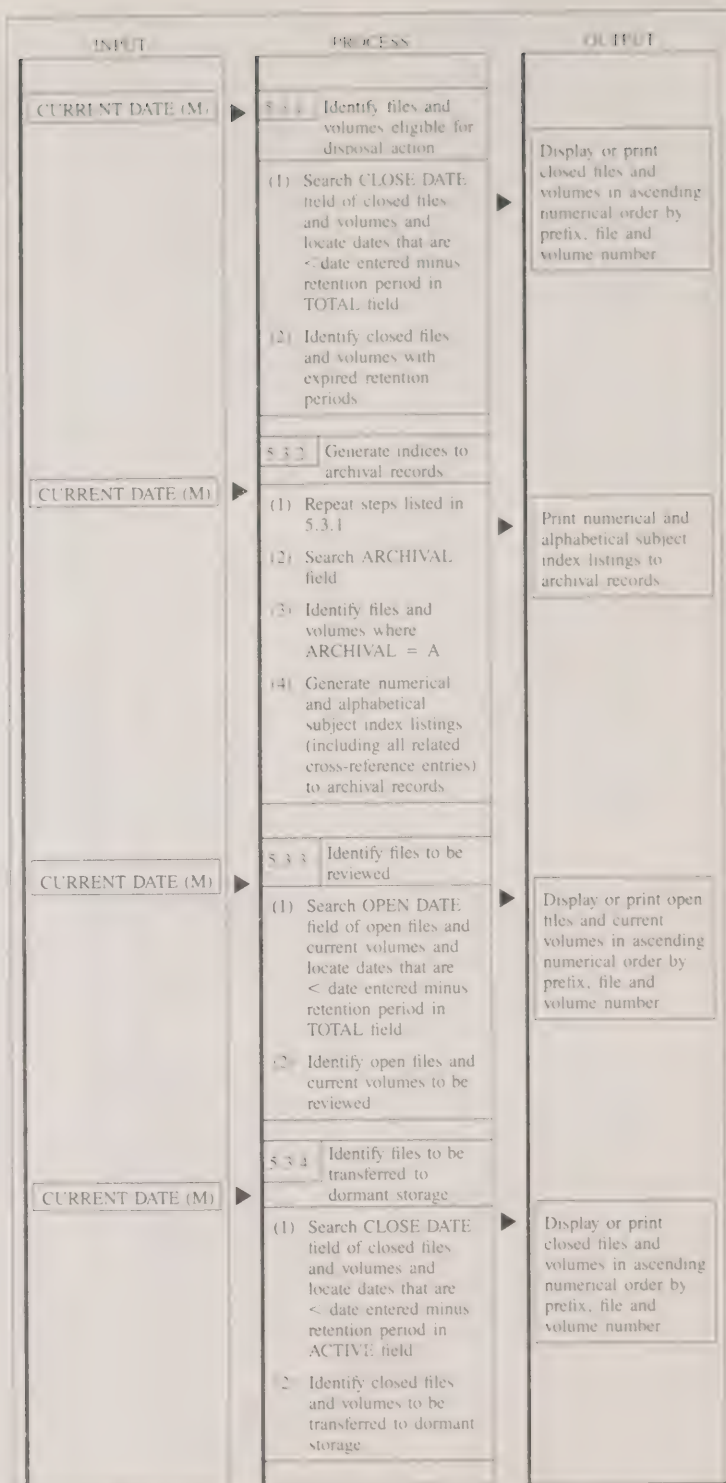 INPUT
PROCESS
OUTPUT
CURRENT DATE (M)
5.3.1 Identify files and
volumes eligible for
disposal action
(1) Search CLOSE DATE
field of closed files
and volumes and
locate dates that are
< date entered minus
retention period in
TOTAL field
(2) Identify closed files
and volumes with
expired retention
periods
Display or print
closed files and
volumes in ascending
numerical order by
prefix, file and
volume number
CURRENT DATE (M)
5.3.2 Generate indices to
archival records
(1) Repeat steps listed in
5.3.1
(2) Search ARCHIVAL
field
(3) Identify files and
volumes where
ARCHIVAL = A
(4) Generate numerical
and alphabetical
subject index listings
(including all related
cross-reference entries)
to archival records
Print numerical and
alphabetical subject
index listings to
archival records
CURRENT DATE (M)
5.3.3 Identify files to be
reviewed
(1) Search OPEN DATE
field of open files and
current volumes and
locate dates that are
< date entered minus
retention period in
TOTAL field
(2) Identify open files and
current volumes to be
reviewed
Display or print open
files and current
volumes in ascending
numerical order by
prefix, file and
volume number
CURRENT DATE (M)
5.3.4 Identify files to be
transferred to
dormant storage
(1) Search CLOSE DATE
field of closed files
and volumes and
locate dates that are
< date entered minus
retention period in
ACTIVE field
2 Identify closed files
and volumes to be
transferred to dormant
storage
Display or print
closed files and
volumes in ascending
numerical order by
prefix, file and
volume number